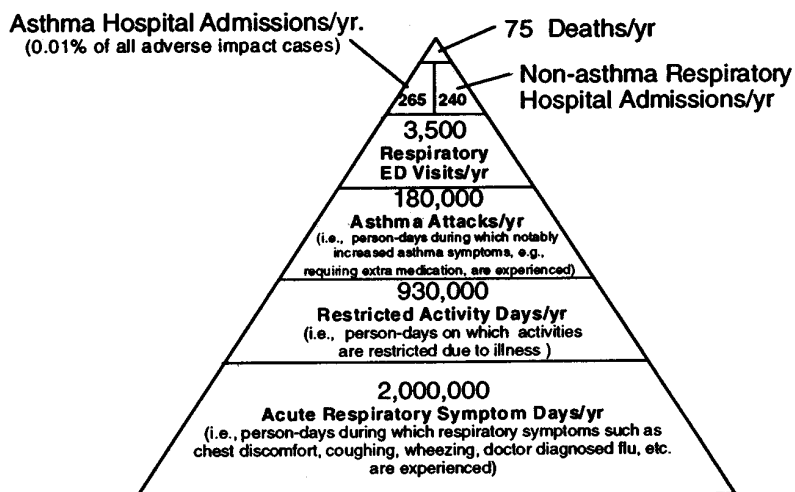 Asthma Hospital Admissions/yr.
(0.01% of all adverse impact cases)
75 Deaths/yr
Non-asthma Respiratory
Hospital Admissions/yr
265 240
3,500
Respiratory
ED Visits/yr
180,000
Asthma Attacks/yr
(i.e., person-days during which notably
increased asthma symptoms, e.g.,
requiring extra medication, are experienced)
930,000
Restricted Activity Days/yr
(i.e., person-days on which activities
are restricted due to illness )
2,000,000
Acute Respiratory Symptom Days/yr
(i.e., person-days during which respiratory symptoms such as
chest discomfort, coughing, wheezing, doctor diagnosed flu, etc.
are experienced)